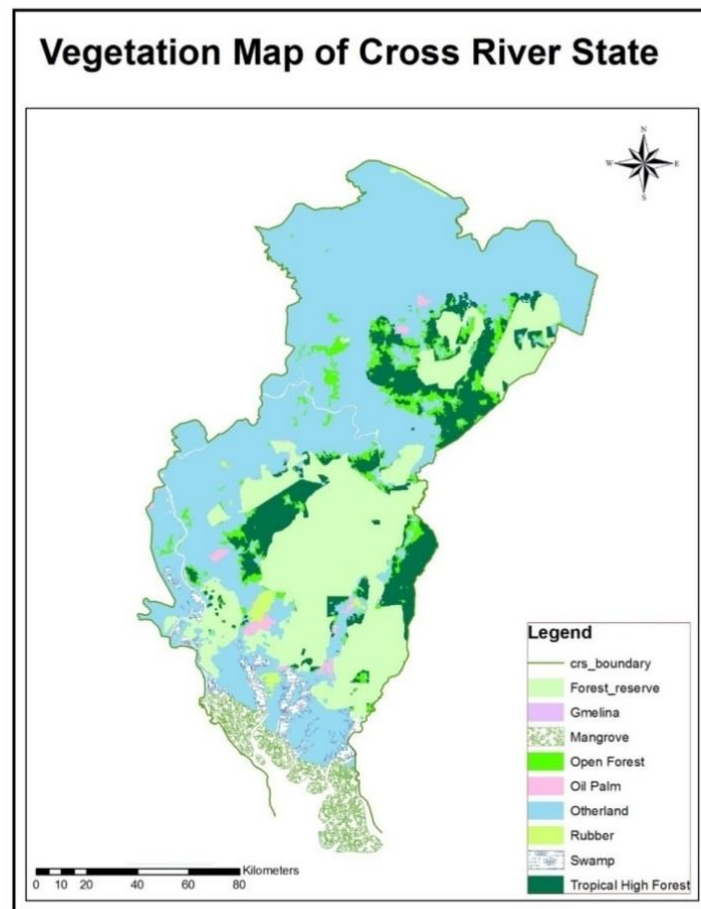 Vegetation Map of Cross River State
N
W E
S
Legend
crs_boundary
Forest_reserve
Gmelina
Mangrove
Open Forest
Oil Palm
Otherland
Rubber
Swamp
Tropical High Forest
Kilometers
0 10 20 40 60 80